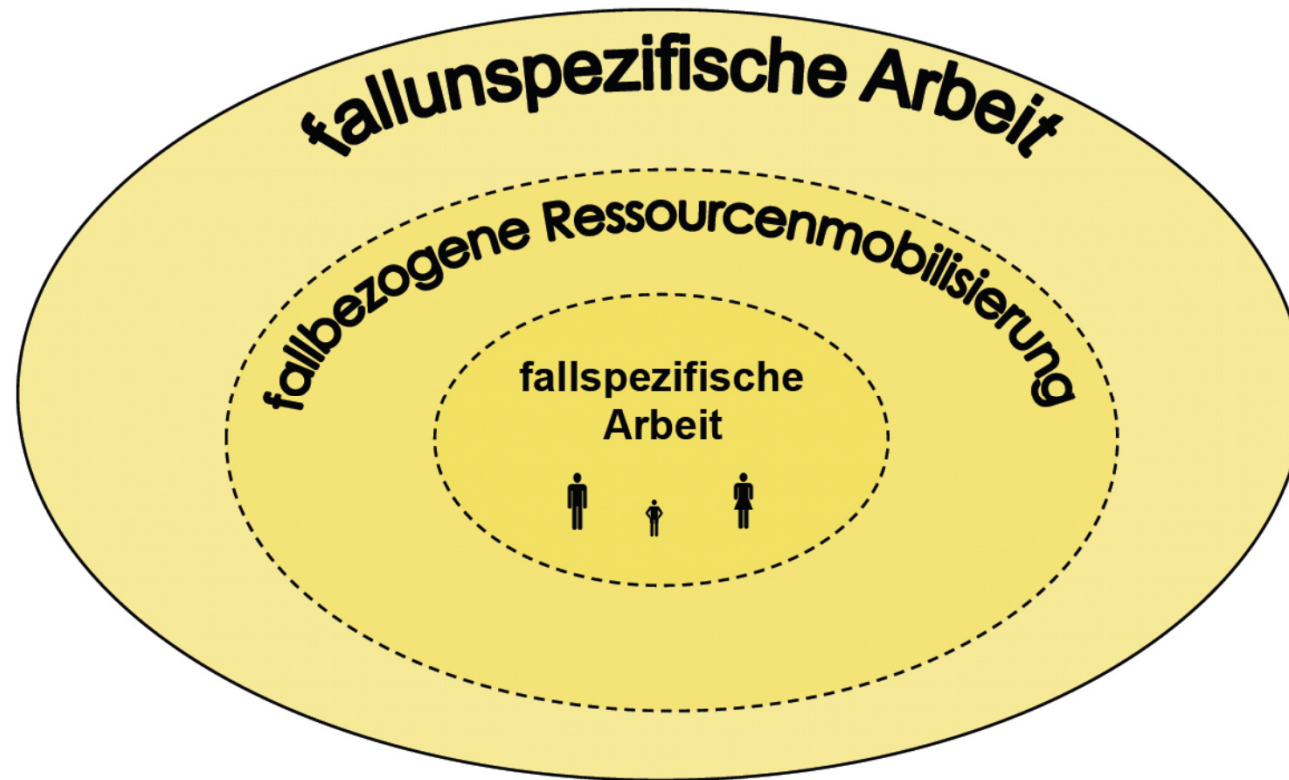 fallunspezifische Arbeit
fallbezogene Ressourcenmobilisierung
fallspezifische
Arbeit